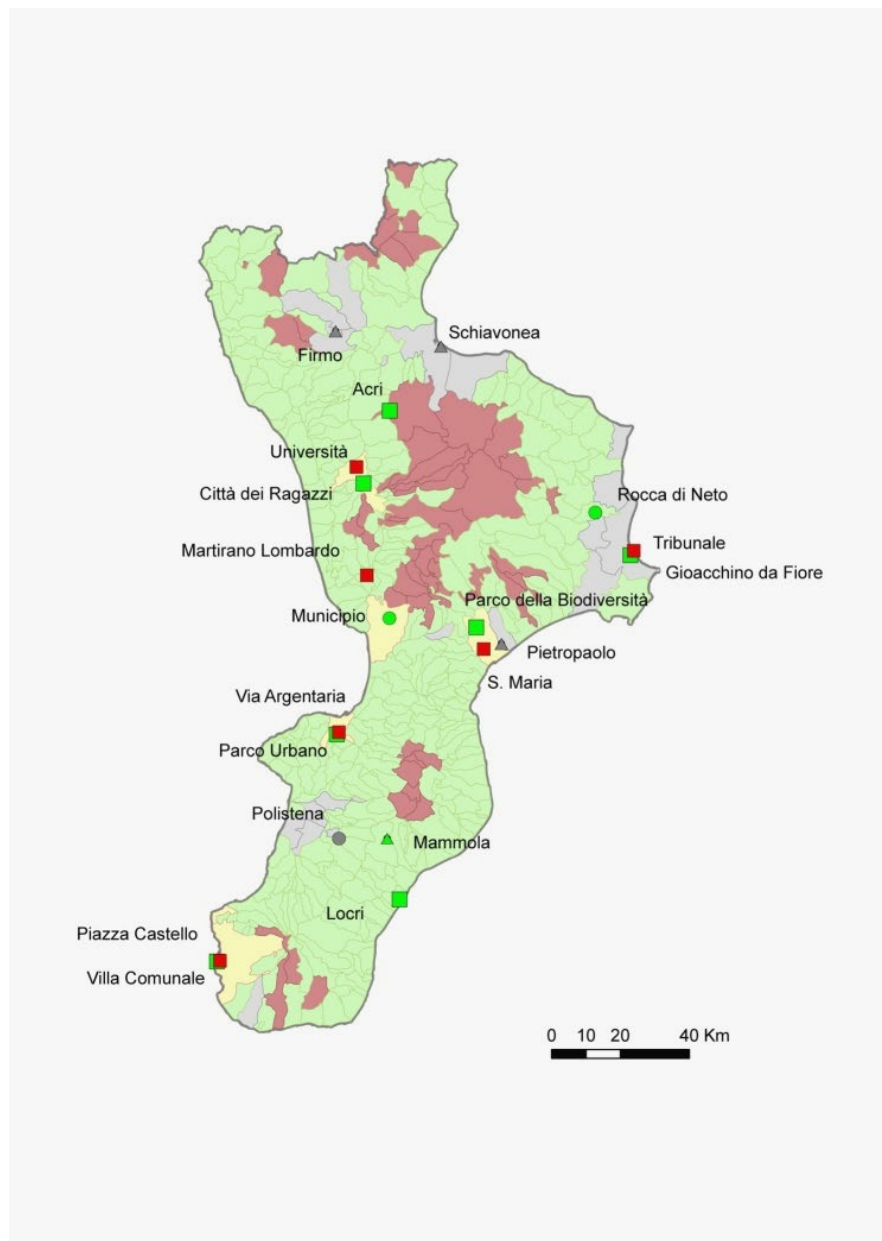 Schiavonea
Firmo
Acri
Università
Città dei Ragazzi
Rocca di Neto
Tribunale
Martirano Lombardo
Gioacchino da Fiore
Parco della Biodiversità
Municipio
Pietropaolo
S. Maria
Via Argentaria
Parco Urbano
Polistena
Mammola
Locri
Piazza Castello
Villa Comunale
0 10 20 40 Km